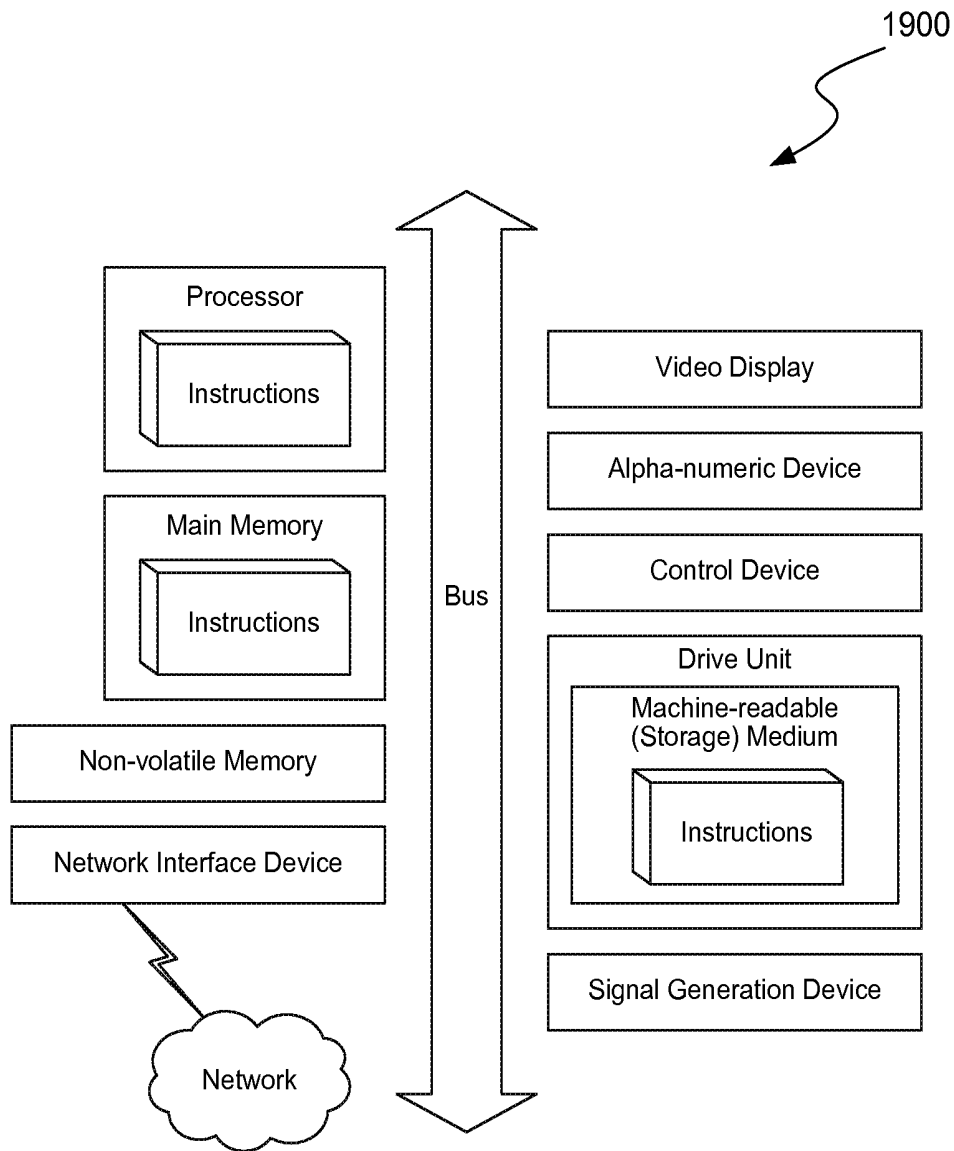 1900
Processor
Instructions
Main Memory
Instructions
Non-volatile Memory
Network Interface Device
Network
Bus
Video Display
Alpha-numeric Device
Control Device
Drive Unit
Machine-readable
(Storage) Medium
Instructions
Signal Generation Device